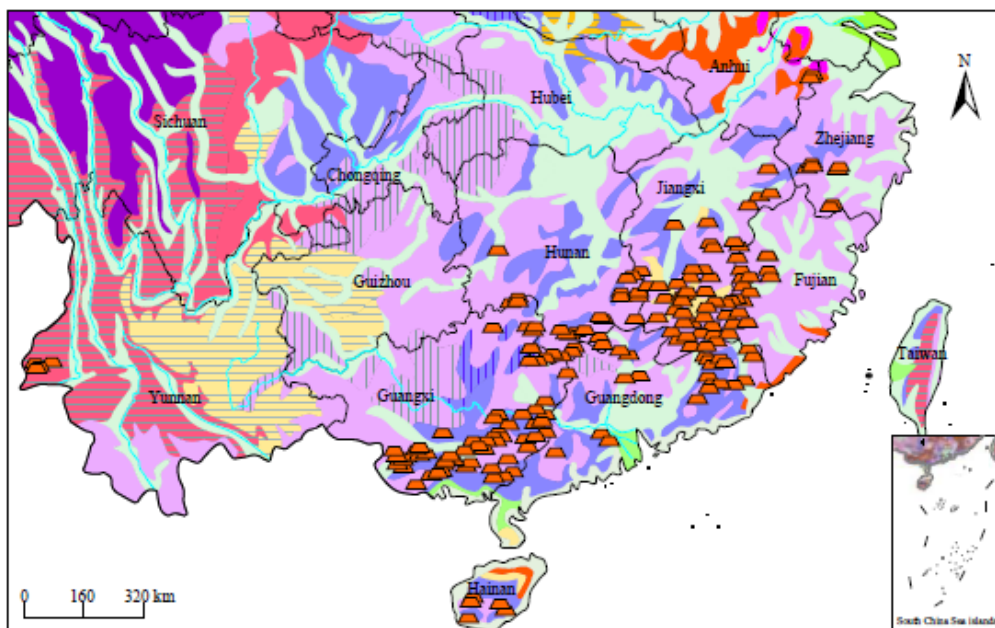 Anhui
N
Hubei
Sichuan
Zhejiang
Chongqing
Jiangxi
Hunan
Guizhou
Fujian
Taiwan
Yunnan
Guangxi
Guangdong
Hainan
0 160 320 km
South China Sea islands